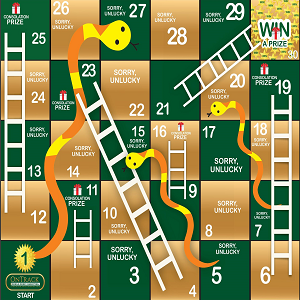 CONSOLATION
PRIZE
25
26
SORRY,
UNLUCKY
27
28
SORRY,
UNLUCKY
29
WIN
A PRIZE
30
24
SORRY,
UNLUCKY
23
SORRY,
UNLUCKY
22
21
20
SORRY,
UNLUCKY
CONSOLATION
PRIZE
19
CONSOLATION
PRIZE
13
14
SORRY,
UNLUCKY
15
SORRY,
UNLUCKY
16
CONSOLATION
PRIZE
17
18
SORRY,
UNLUCKY
12
11
CONSOLATION
PRIZE
10
9
SORRY,
UNLUCKY
8
SORRY,
UNLUCKY
7
1
ONTRACK
START
2
3
SORRY,
UNLUCKY
4
5
SORRY,
UNLUCKY
6